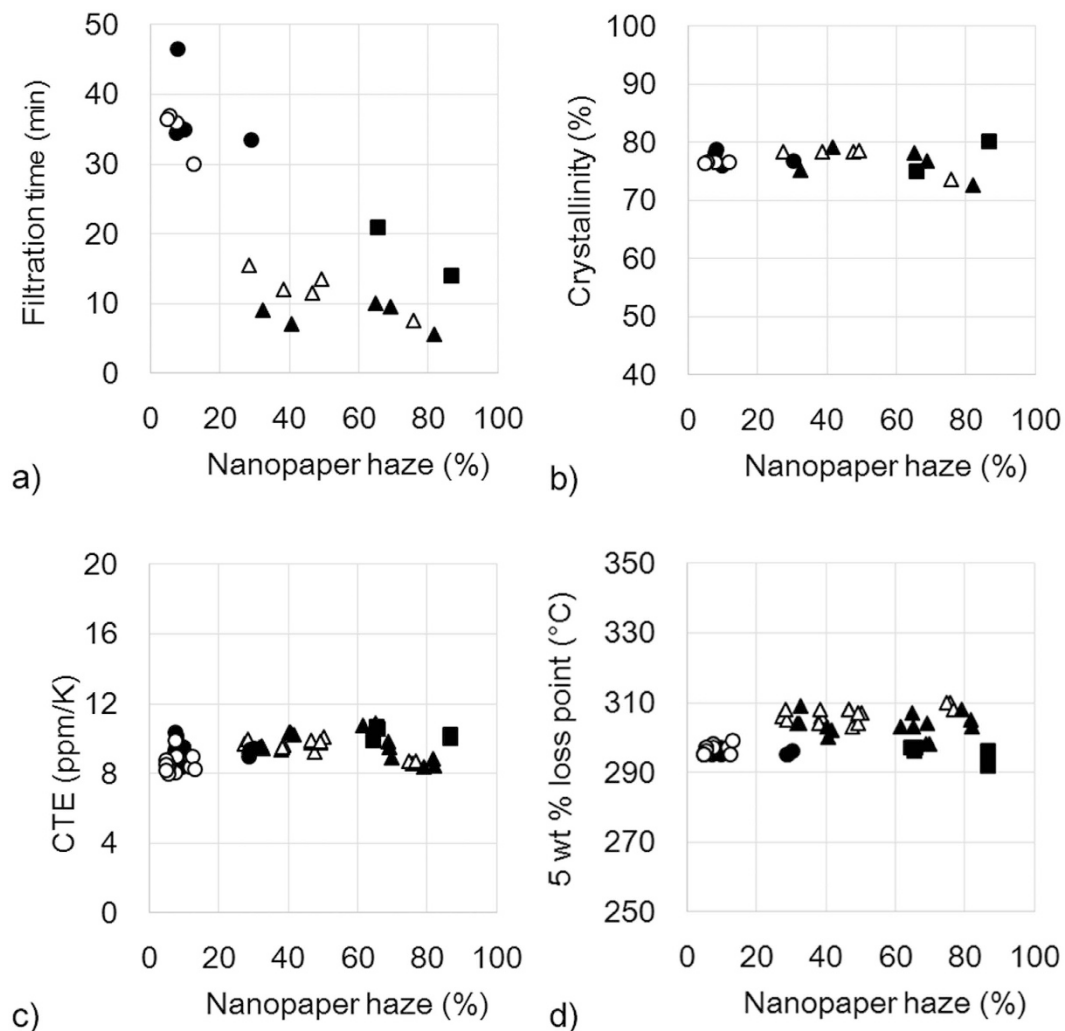 50
40
30
20
10
0
Filtration time (min)
0 20 40 60 80 100
Nanopaper haze (%)
a)
100
90
80
70
60
50
40
Crystallinity (%)
0 20 40 60 80 100
Nanopaper haze (%)
b)
20
16
12
8
4
0
CTE (ppm/K)
0 20 40 60 80 100
Nanopaper haze (%)
c)
350
330
310
290
270
250
5 wt % loss point (°C)
0 20 40 60 80 100
Nanopaper haze (%)
d)